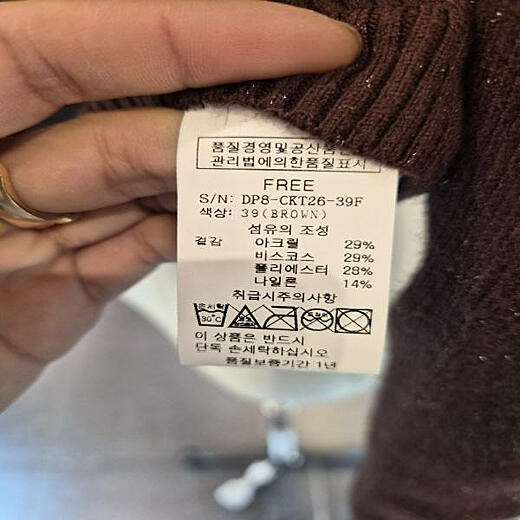 품질경영및공산품안
관리법에의한품질표시
FREE
S/N: DP8-CKT26-39F
색상: 39(BROWN)
섬유의 조성
겉감 아크릴 29%
비스코스 29%
폴리에스터 28%
나일론 14%
취급시주의사항
손세탁
30°C
이 상품은 반드시
단독 손세탁하십시오
품질보증기간 1년